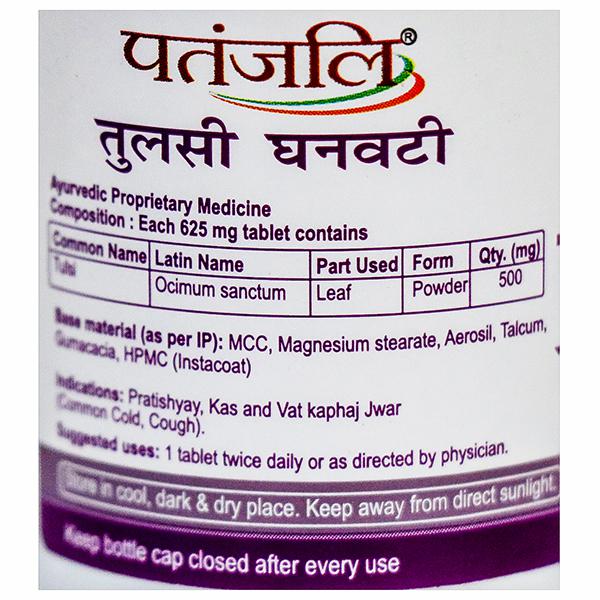 पतंजलि®
तुलसी घनवटी
Ayurvedic Proprietary Medicine
Composition : Each 625 mg tablet contains
Common Name Latin Name Part Used Form Qty. (mg)
Tulsi Ocimum sanctum Leaf Powder 500
Base material (as per IP): MCC, Magnesium stearate, Aerosil, Talcum,
Gumacacia, HPMC (Instacoat)
Indications: Pratishyay, Kas and Vat kaphaj Jwar
(Common Cold, Cough).
Suggested uses: 1 tablet twice daily or as directed by physician.
Store in cool, dark & dry place. Keep away from direct sunlight.
Keep bottle cap closed after every use